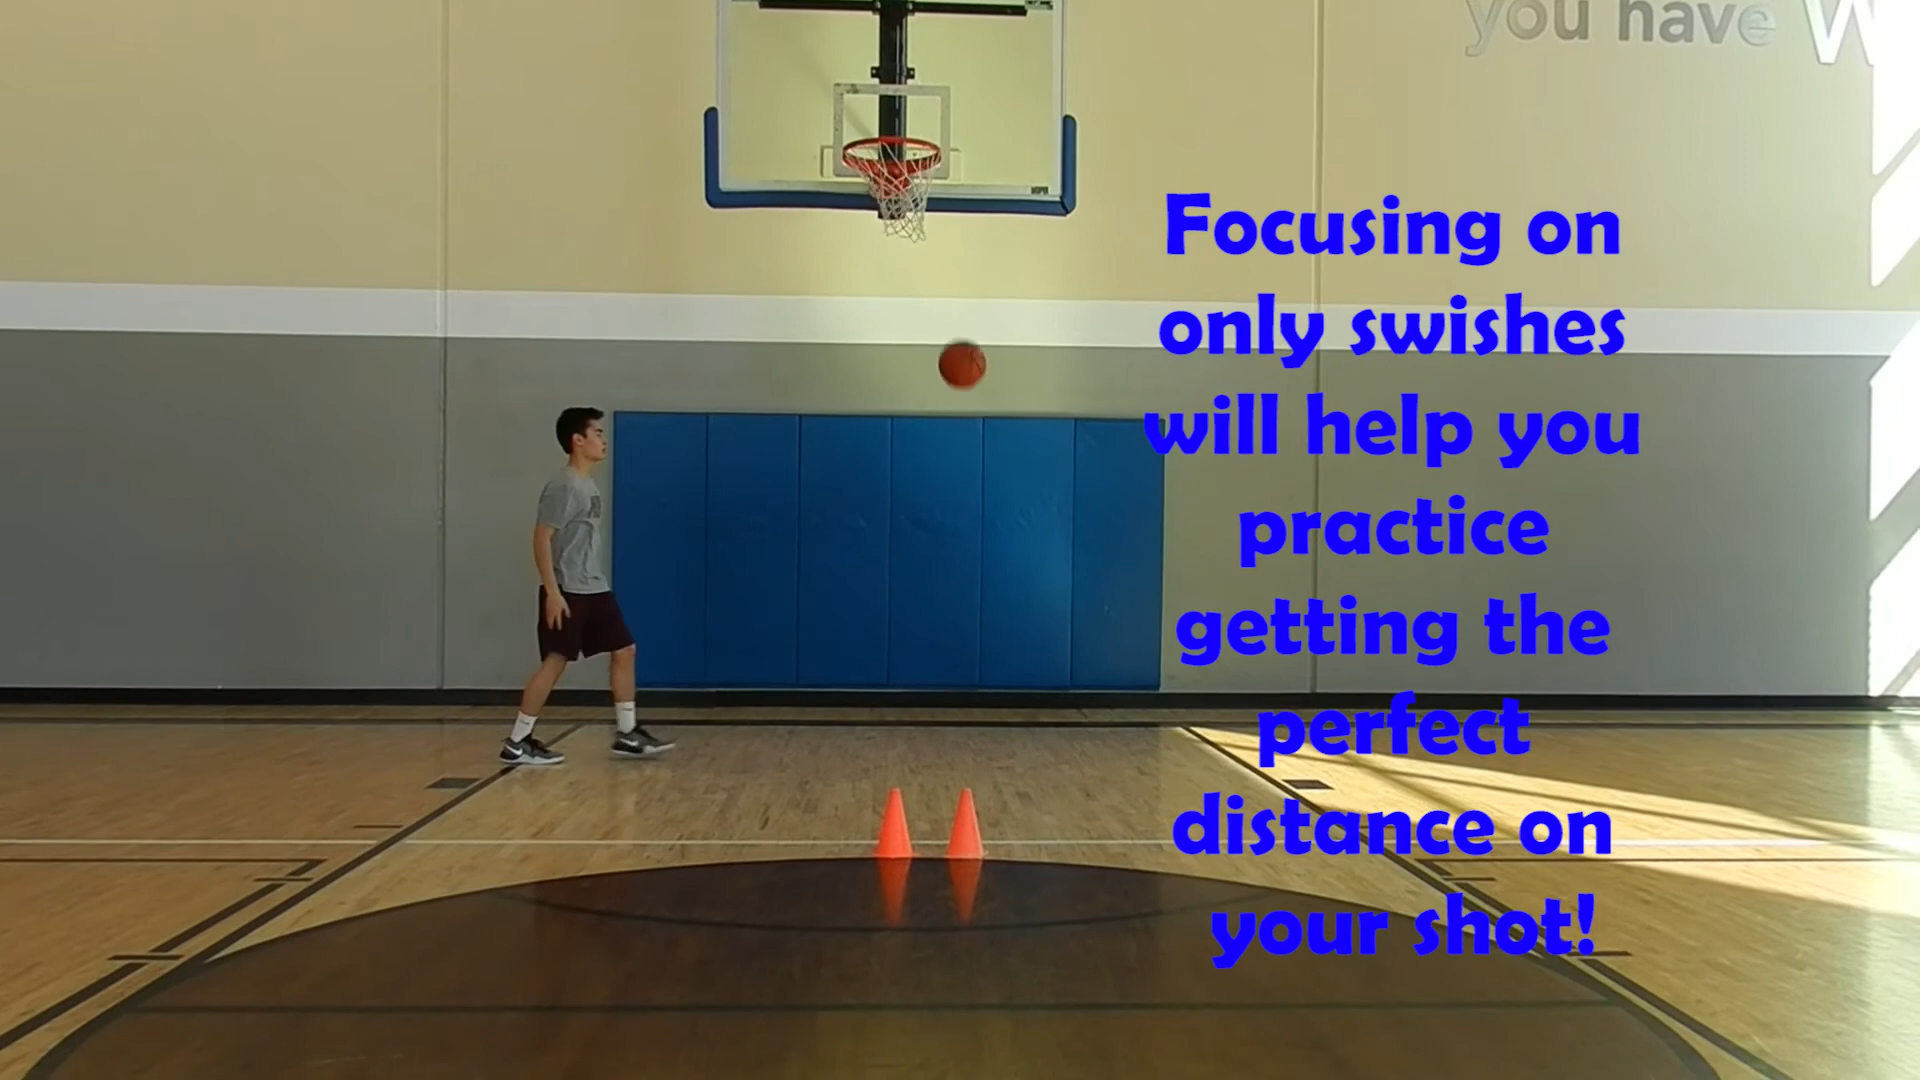 you have W
Focusing on
only swishes
will help you
practice
getting the
perfect
distance on
your shot!